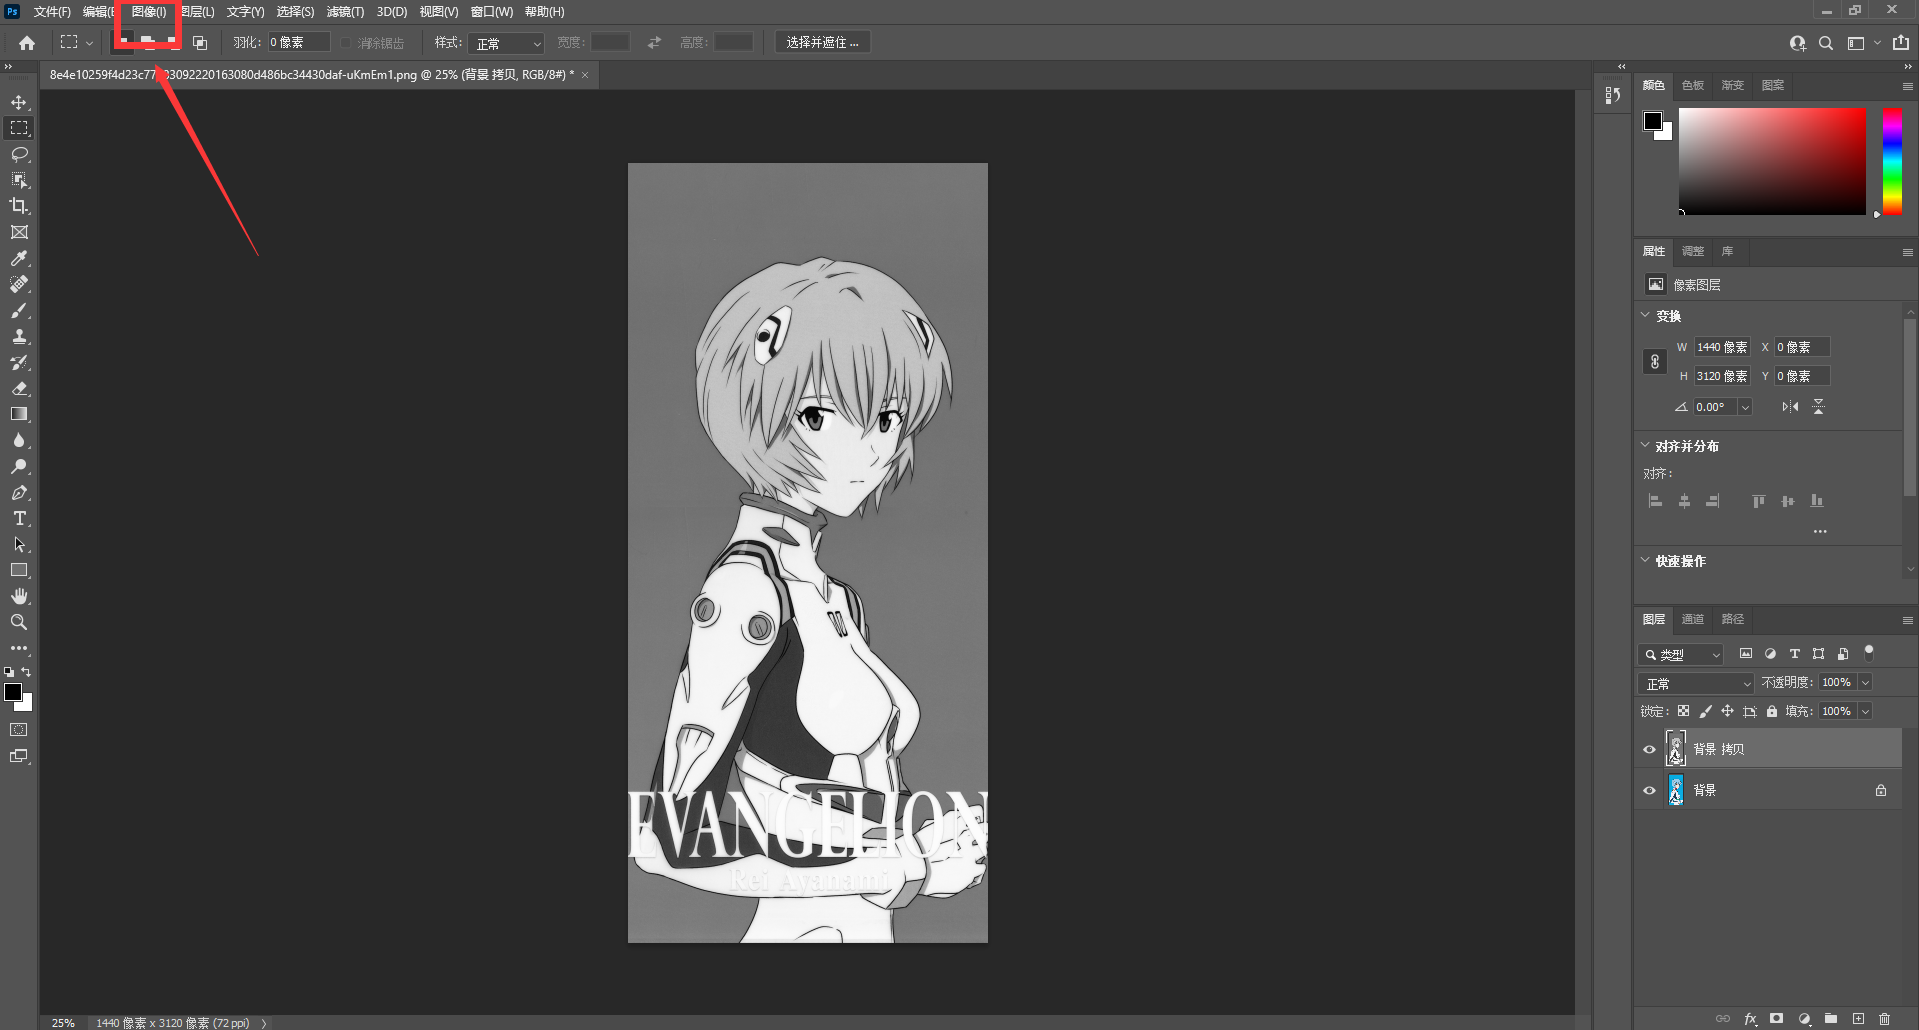 Ps 文件(F) 编辑(E 图像(I) 图层(L) 文字(Y) 选择(S) 滤镜(T) 3D(D) 视图(V) 窗口(W) 帮助(H)
羽化: 0 像素 消除锯齿 样式: 正常 宽度: 高度: 选择并遮住 ...
8e4e10259f4d23c77 03092220163080d486bc34430daf-uKmEm1.png @ 25% (背景 拷贝, RGB/8#) *
颜色 色板 渐变 图案
属性 调整 库
像素图层
变换
W 1440 像素 X 0 像素
H 3120 像素 Y 0 像素
0.00°
对齐并分布
对齐:
快速操作
图层 通道 路径
类型
正常 不透明度: 100%
锁定: 填充: 100%
背景 拷贝
背景
EVANGELION
Rei Ayanami
25% 1440 像素 x 3120 像素 (72 ppi)